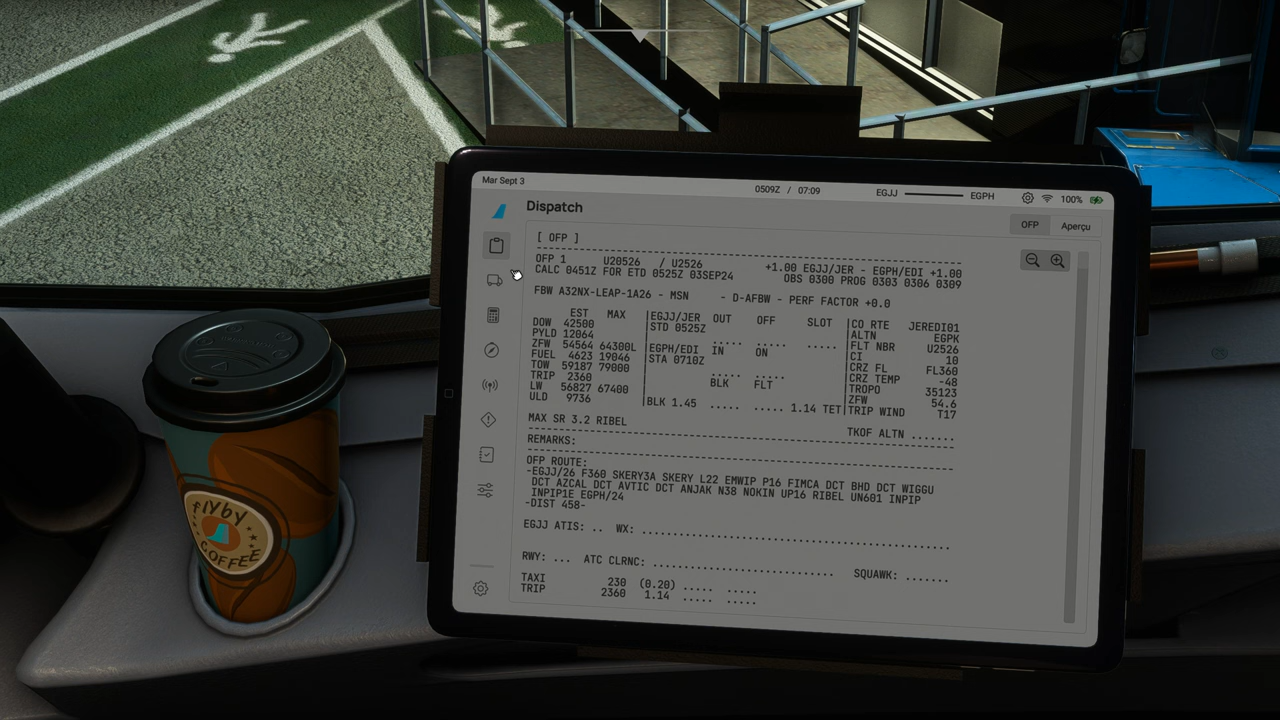 Mar Sept 3
0509Z / 07:09
EGJJ EGPH
100%
Dispatch
OFP Aperçu
[ OFP ]
OFP 1 U20526 / U2526 +1.00 EGJJ/JER - EGPH/EDI +1.00
CALC 0451Z FOR ETD 0525Z 03SEP24 OBS 0300 PROG 0303 0306 0309
FBW A32NX-LEAP-1A26 - MSN - D-AFBW - PERF FACTOR +0.0
EST MAX |EGJJ/JER OUT OFF SLOT |CO RTE JEREDI01
DOW 42500 |STD 0525Z |ALTN EGPK
PYLD 12064 | ..... ..... ..... |FLT NBR U2526
ZFW 54564 64300L |EGPH/EDI IN ON |CI 10
FUEL 4623 19046 |STA 0710Z |CRZ FL FL360
TOW 59187 79000 | ..... ..... |CRZ TEMP -48
TRIP 2360 | BLK FLT |TROPO 35123
LW 56827 67400 | |ZFW 54.6
ULD 9736 |BLK 1.45 ..... ..... 1.14 TET|TRIP WIND T17
MAX SR 3.2 RIBEL TKOF ALTN .......
REMARKS:
OFP ROUTE:
-EGJJ/26 F360 SKERY3A SKERY L22 EMWIP P16 FIMCA DCT BHD DCT WIGGU
DCT AZCAL DCT AVTIC DCT ANJAK N38 NOKIN UP16 RIBEL UN601 INPIP
INPIP1E EGPH/24
-DIST 458-
EGJJ ATIS: .. WX: ..................................................
RWY: ... ATC CLRNC: ............................. SQUAWK: .......
TAXI 230 (0.20) ..... .....
TRIP 2360 1.14 ..... .....
flyby
COFFEE